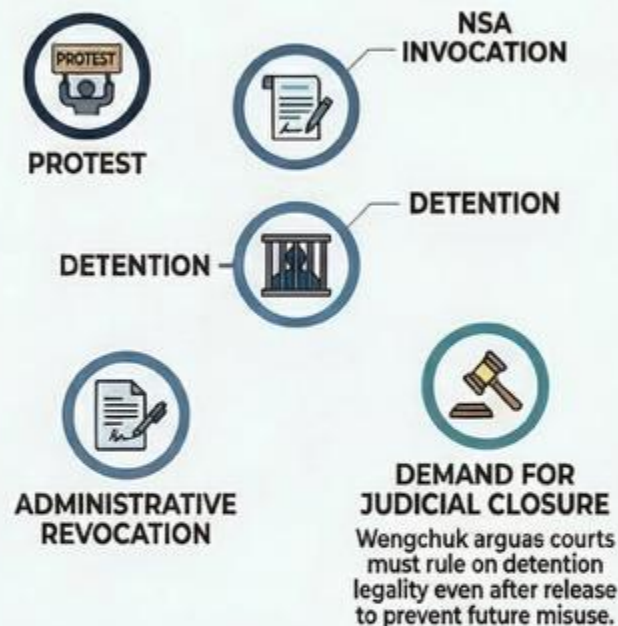 PROTEST
PROTEST
NSA
INVOCATION
DETENTION
DETENTION
ADMINISTRATIVE
REVOCATION
DEMAND FOR
JUDICIAL CLOSURE
Wengchuk arguas courts
must rule on detention
legality even after release
to prevent future misuse.